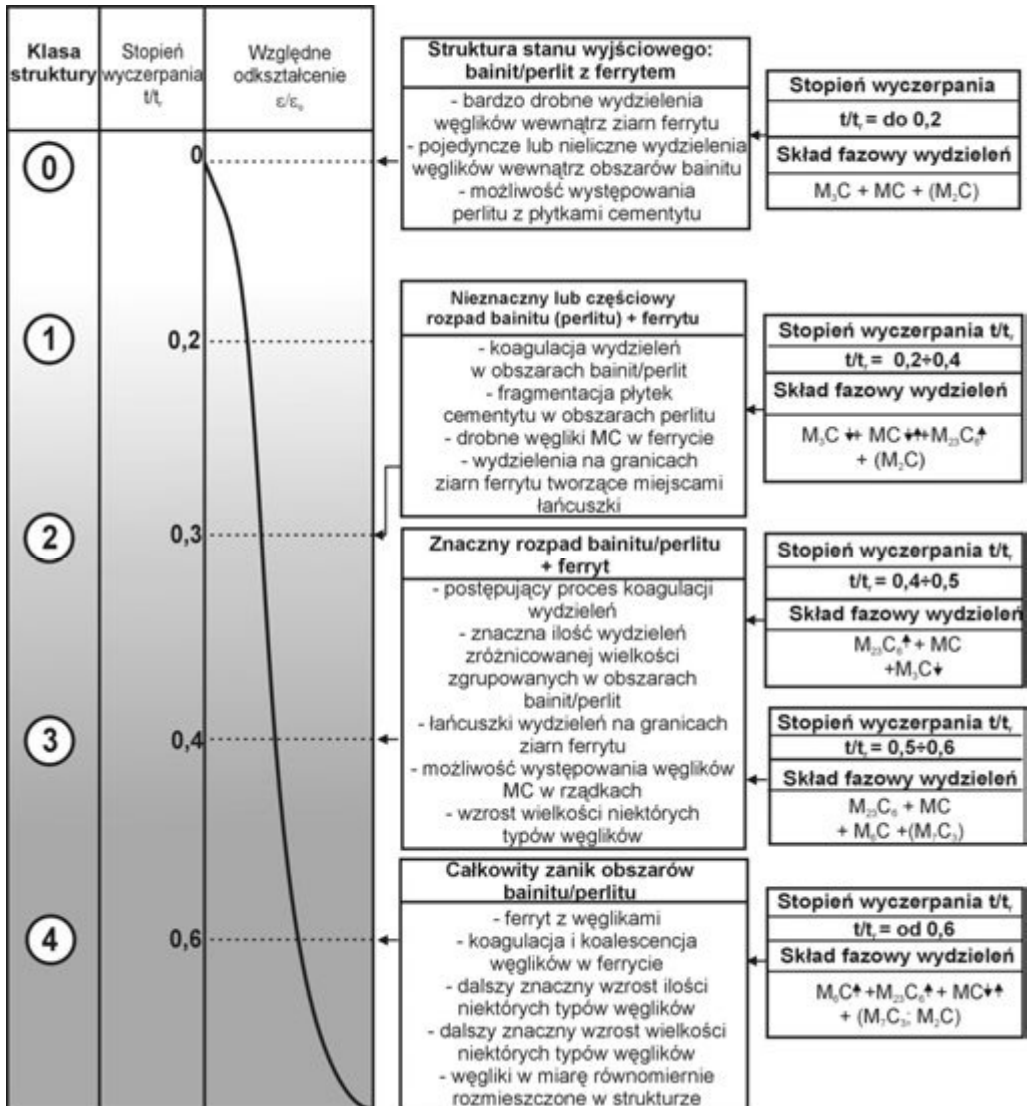 Klasa
struktury
Stopień
wyczerpania
t/tᵣ
Względne
odkształcenie
ε/ε₀
0
1
2
3
4
0
0,2
0,3
0,4
0,6
Struktura stanu wyjściowego:
bainit/perlit z ferrytem
- bardzo drobne wydzielenia
węglików wewnątrz ziarn ferrytu
- pojedyncze lub nieliczne wydzielenia
węglików wewnątrz obszarów bainitu
- możliwość występowania
perlitu z płytkami cementytu
Stopień wyczerpania
t/tᵣ = do 0,2
Skład fazowy wydzieleń
M₃C + MC + (M₂C)
Nieznaczny lub częściowy
rozpad bainitu (perlitu) + ferrytu
- koagulacja wydzieleń
w obszarach bainit/perlit
- fragmentacja płytek
cementytu w obszarach perlitu
- drobne węgliki MC w ferrycie
- wydzielenia na granicach
ziarn ferrytu tworzące miejscami
łańcuszki
Stopień wyczerpania t/tᵣ
t/tᵣ = 0,2÷0,4
Skład fazowy wydzieleń
M₃C ↓+ MC ↓↑+M₂₃C₆↑
+ (M₂C)
Znaczny rozpad bainitu/perlitu
+ ferryt
- postępujący proces koagulacji
wydzieleń
- znaczna ilość wydzieleń
zróżnicowanej wielkości
zgrupowanych w obszarach
bainit/perlit
- łańcuszki wydzieleń na granicach
ziarn ferrytu
- możliwość występowania węglików
MC w rządkach
- wzrost wielkości niektórych
typów węglików
Stopień wyczerpania t/tᵣ
t/tᵣ = 0,4÷0,5
Skład fazowy wydzieleń
M₂₃C₆↑ + MC
+M₃C↓
Stopień wyczerpania t/tᵣ
t/tᵣ = 0,5÷0,6
Skład fazowy wydzieleń
M₂₃C₆ + MC
+ M₆C +(M₇C₃)
Całkowity zanik obszarów
bainitu/perlitu
- ferryt z węglikami
- koagulacja i koalescencja
węglików w ferrycie
- dalszy znaczny wzrost ilości
niektórych typów węglików
- dalszy znaczny wzrost wielkości
niektórych typów węglików
- węgliki w miarę równomiernie
rozmieszczone w strukturze
Stopień wyczerpania t/tᵣ
t/tᵣ = od 0,6
Skład fazowy wydzieleń
M₆C↑ +M₂₃C₆↑ + MC↓↑
+ (M₇C₃; M₂C)